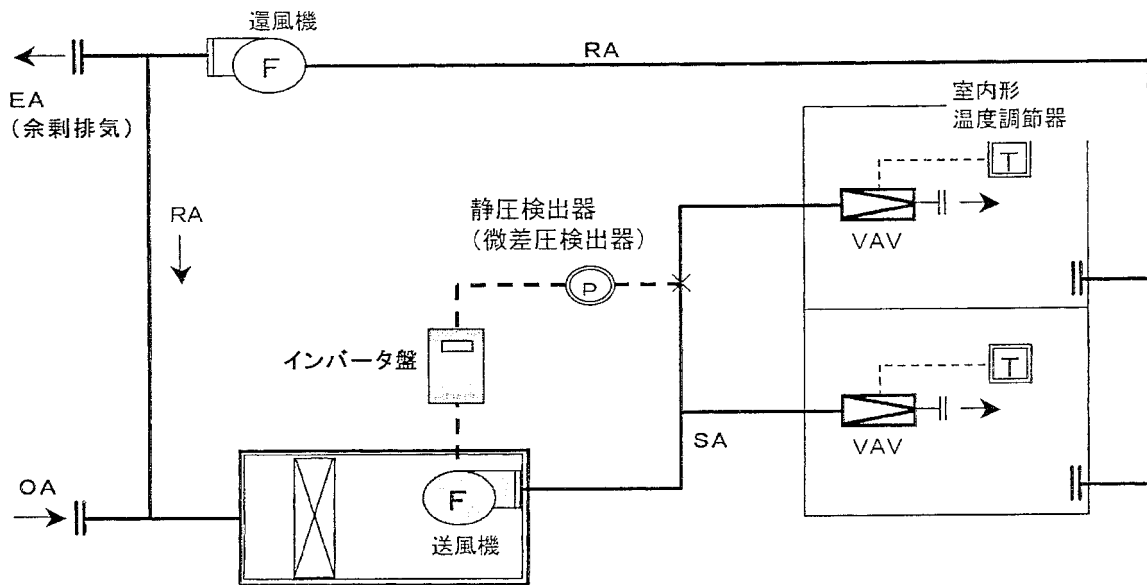 還風機
F
RA
EA
(余剰排気)
室内形
温度調節器
T
VAV
RA
静圧検出器
(微差圧検出器)
P
インバータ盤
T
VAV
SA
OA
F
送風機